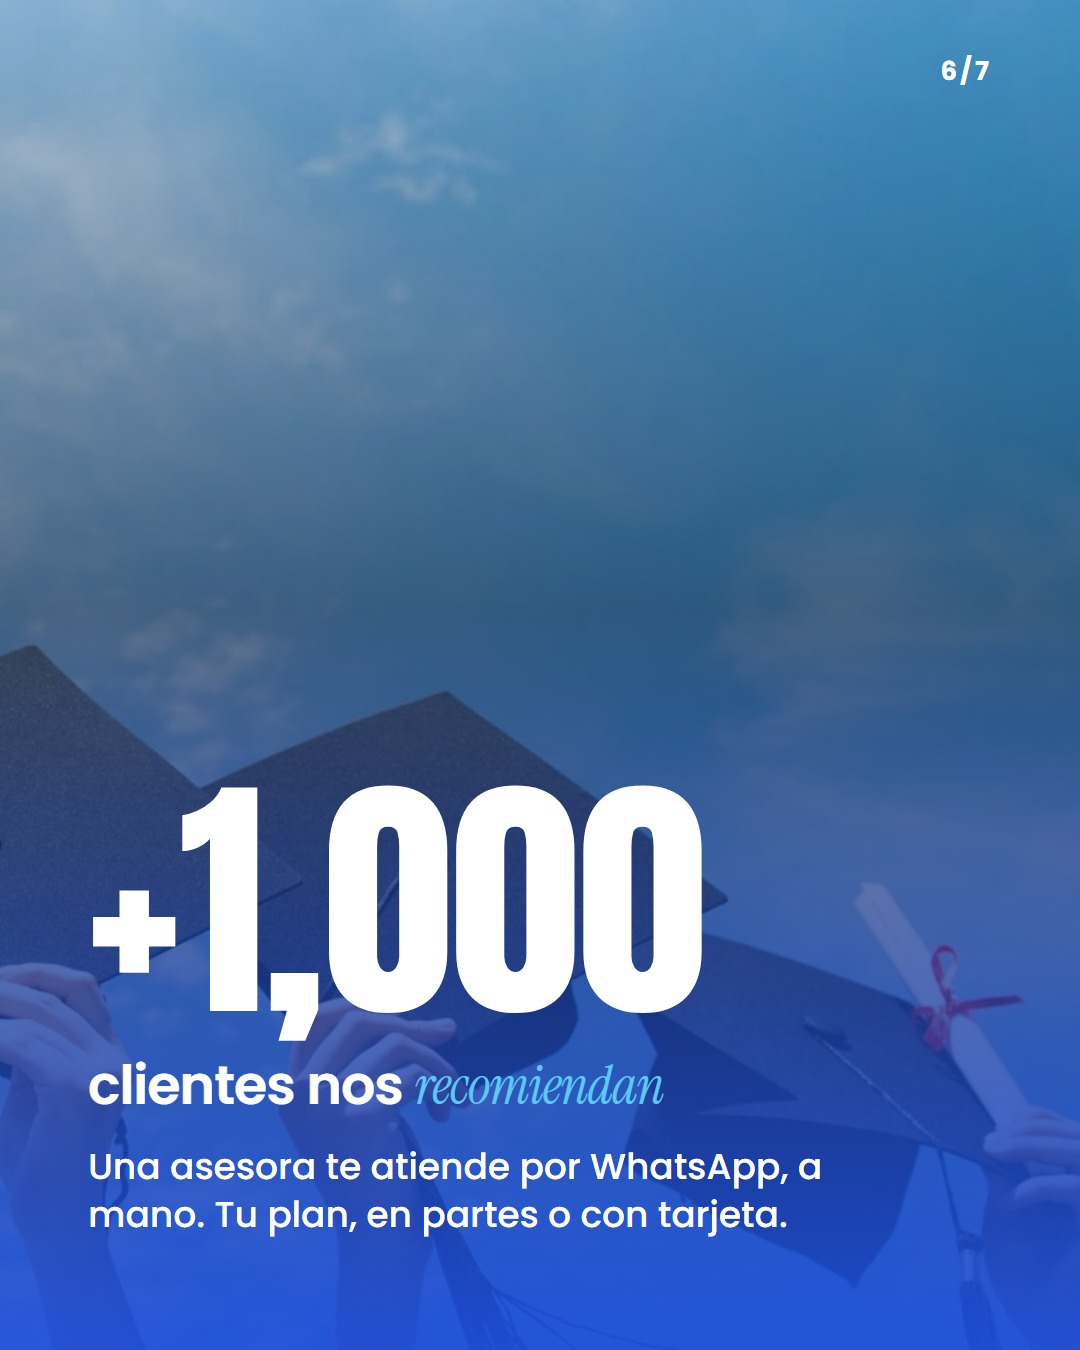 6/7
+1,000
clientes nos recomiendan
Una asesora te atiende por WhatsApp, a
mano. Tu plan, en partes o con tarjeta.